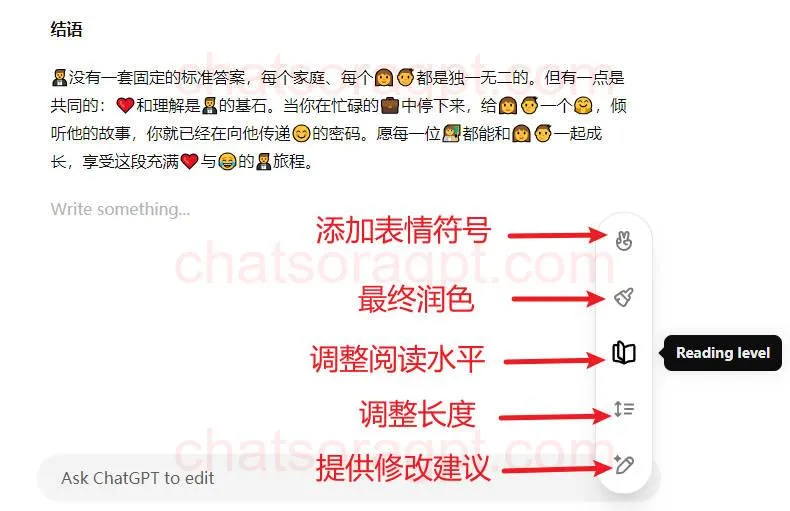 结语
🤵没有一套固定的标准答案，每个家庭、每个👩👨都是独一无二的。但有一点是
共同的：❤️和理解是🤵的基石。当你在忙碌的💼中停下来，给👩👨一个🤗，倾
听他的故事，你就已经在向他传递😊的密码。愿每一位👩‍🏫都能和👩👨一起成
长，享受这段充满❤️与😂的🤵旅程。
Write something...
添加表情符号
最终润色
调整阅读水平
Reading level
调整长度
提供修改建议
Ask ChatGPT to edit
chatsoragpt.com
chatsoragpt.com
chatsoragpt.com